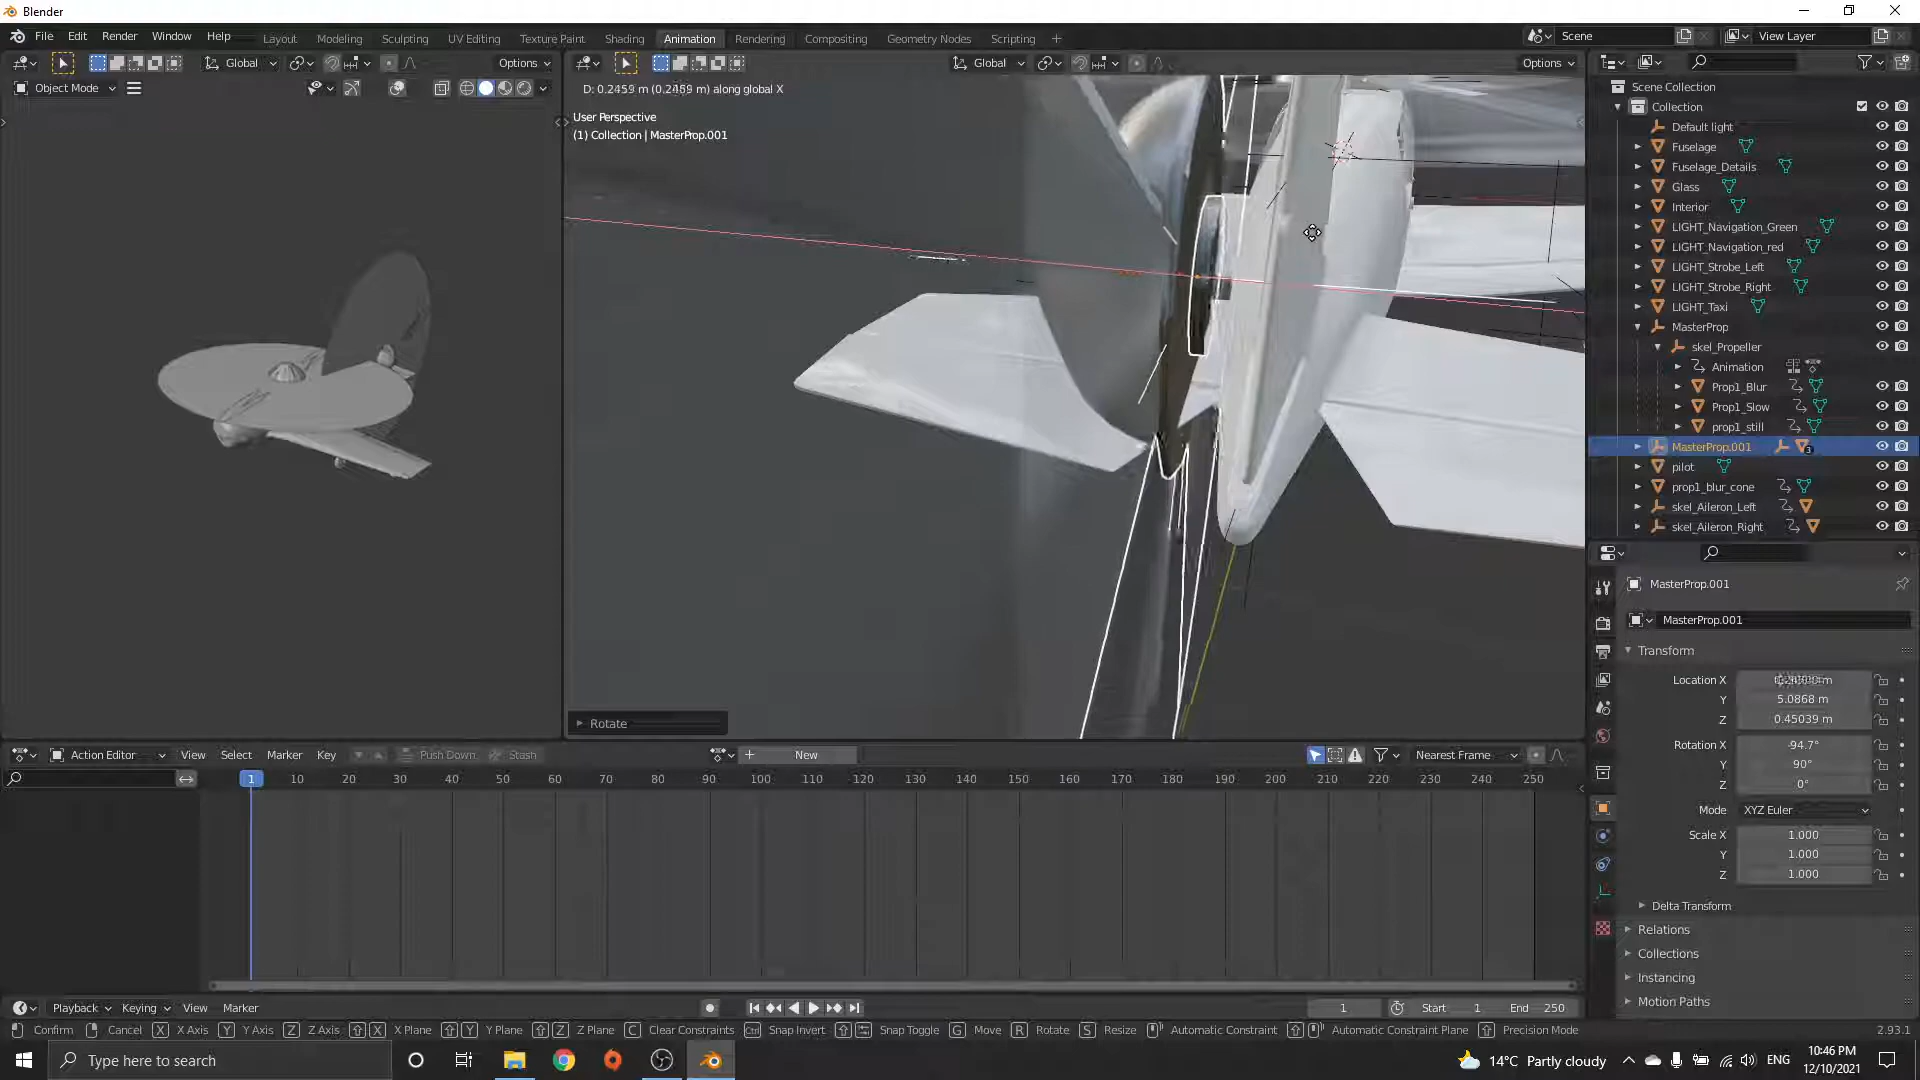 Blender
File Edit Render Window Help Layout Modeling Sculpting UV Editing Texture Paint Shading Animation Rendering Compositing Geometry Nodes Scripting + Scene View Layer
Global Options Global Options
Object Mode
D: 0.2459 m (0.2459 m) along global X
User Perspective
(1) Collection | MasterProp.001
Scene Collection
Collection
Default light
Fuselage
Fuselage_Details
Glass
Interior
LIGHT_Navigation_Green
LIGHT_Navigation_red
LIGHT_Strobe_Left
LIGHT_Strobe_Right
LIGHT_Taxi
MasterProp
skel_Propeller
Animation
Prop1_Blur
Prop1_Slow
prop1_still
MasterProp.001 3
pilot
prop1_blur_cone
skel_Aileron_Left
skel_Aileron_Right
MasterProp.001
MasterProp.001
Transform
Location X
Y 5.0868 m
Z 0.45039 m
Rotation X -94.7°
Y 90°
Z 0°
Mode XYZ Euler
Scale X 1.000
Y 1.000
Z 1.000
Delta Transform
Relations
Collections
Instancing
Motion Paths
Rotate
Action Editor View Select Marker Key Push Down Stash New Nearest Frame
1 10 20 30 40 50 60 70 80 90 100 110 120 130 140 150 160 170 180 190 200 210 220 230 240 250
Playback Keying View Marker 1 Start 1 End 250
Confirm Cancel X X Axis Y Y Axis Z Z Axis X X Plane Y Y Plane Z Z Plane C Clear Constraints Ctrl Snap Invert Snap Toggle G Move R Rotate S Resize Automatic Constraint Automatic Constraint Plane Precision Mode 2.93.1
Type here to search 14°C Partly cloudy ENG 10:46 PM
12/10/2021